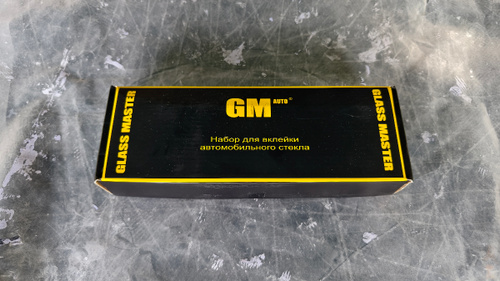 GLASS MASTER
GM AUTO®
Набор для вклейки
автомобильного стекла
GLASS MASTER